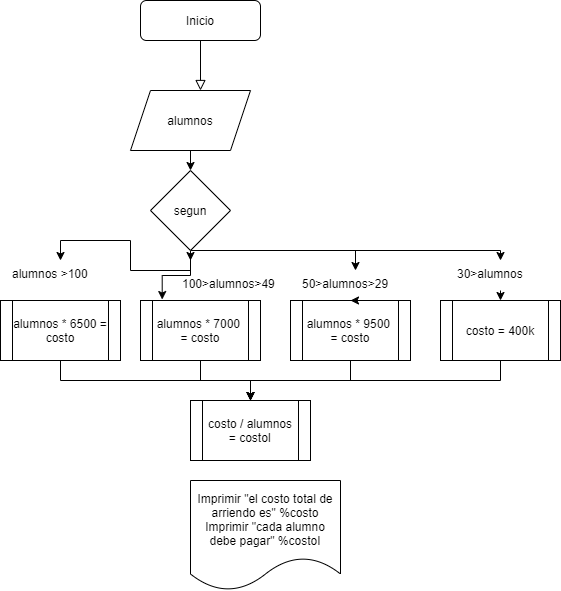 Inicio
alumnos
segun
alumnos >100
100>alumnos>49
50>alumnos>29
30>alumnos
alumnos * 6500 =
costo
alumnos * 7000
= costo
alumnos * 9500
= costo
costo = 400k
costo / alumnos
= costoI
Imprimir "el costo total de
arriendo es" %costo
Imprimir "cada alumno
debe pagar" %costoI